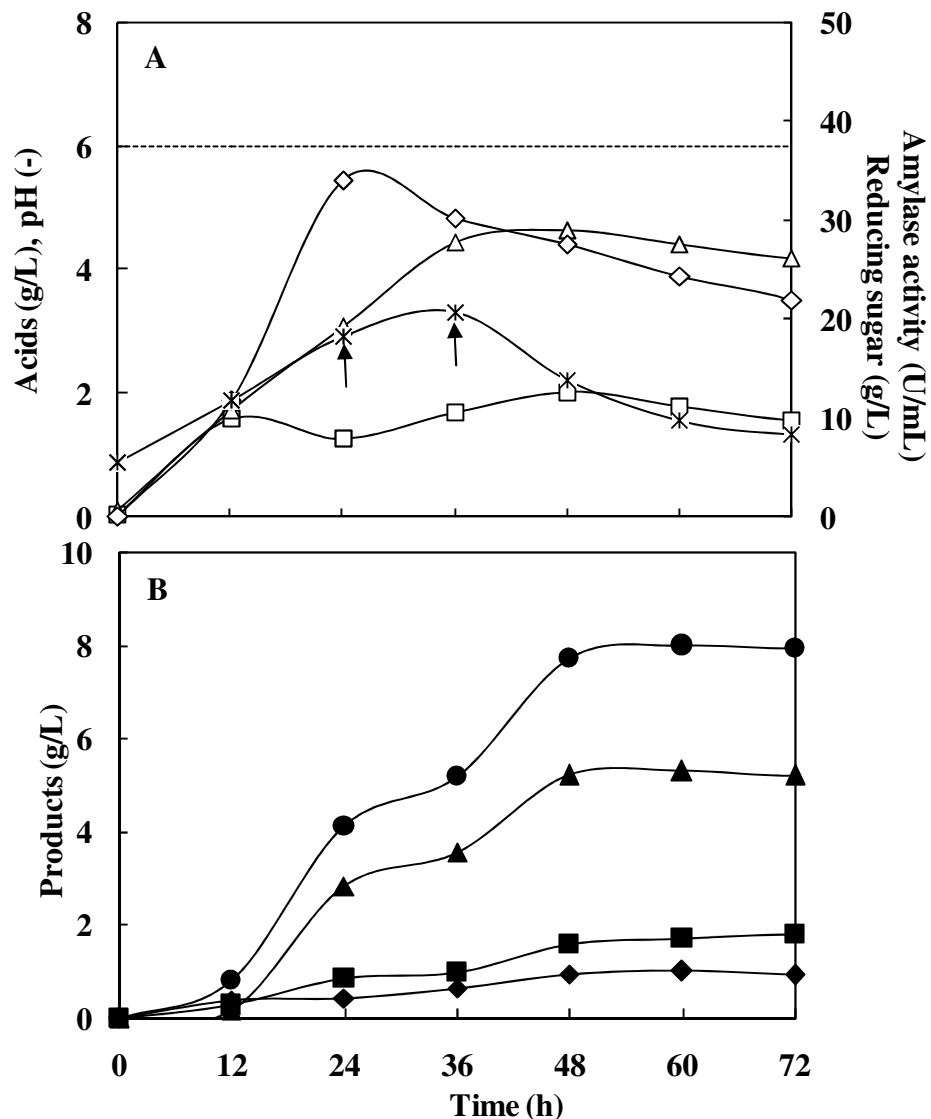 A
8
6
4
2
0
Acids (g/L), pH (-)
50
40
30
20
10
0
Amylase activity (U/mL)
Reducing sugar (g/L)
B
10
8
6
4
2
0
Products (g/L)
0 12 24 36 48 60 72
Time (h)